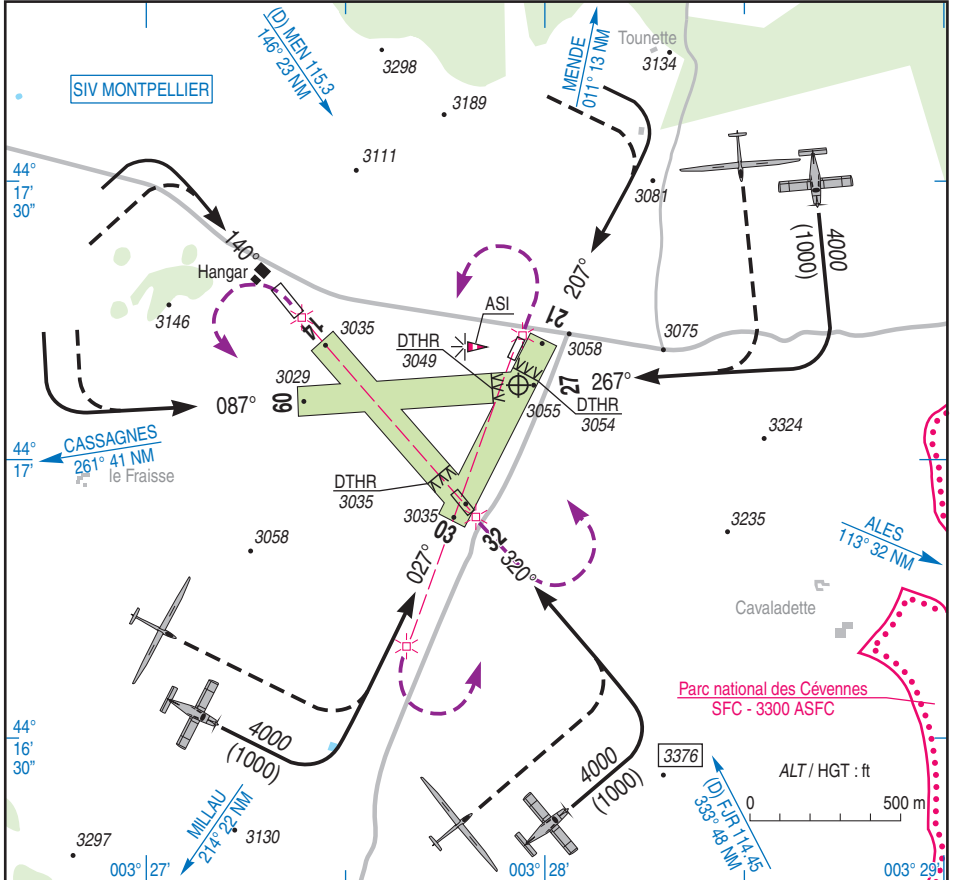 (D) MEN 115.3
146° 23 NM
SIV MONTPELLIER
3298
3189
3111
MENDE
011° 13 NM
Tounette
3134
3081
44°
17'
30"
140°
Hangar
3146
207°
4000
(1000)
ASI
21
14
3035
3029
DTHR
3049
3058
3075
087°
09
27
267°
3055
DTHR
3054
3324
44°
17'
CASSAGNES
261° 41 NM
le Fraisse
DTHR
3035
3035
03
32
320°
027°
3058
3235
ALES
113° 32 NM
Cavaladette
Parc national des Cévennes
SFC - 3300 ASFC
4000
(1000)
4000
(1000)
3376
ALT / HGT : ft
0
500 m
44°
16'
30"
MILLAU
214° 22 NM
3130
3297
(D) FJR 114.45
333° 48 NM
003° 27'
003° 28'
003° 29'